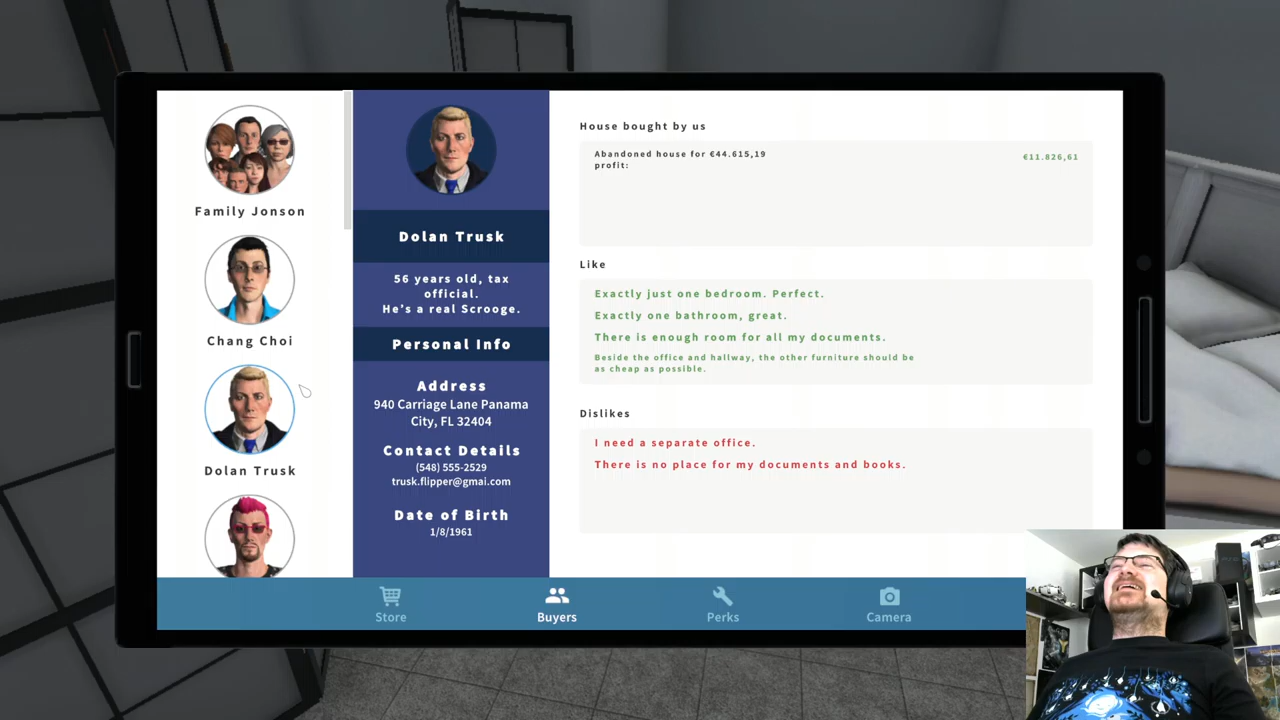 Family Jonson
Chang Choi
Dolan Trusk
Dolan Trusk
56 years old, tax
official.
He's a real Scrooge.
Personal Info
Address
940 Carriage Lane Panama
City, FL 32404
Contact Details
(548) 555-2529
trusk.flipper@gmai.com
Date of Birth
1/8/1961
House bought by us
Abandoned house for €44.615,19
profit:
€11.826,61
Like
Exactly just one bedroom. Perfect.
Exactly one bathroom, great.
There is enough room for all my documents.
Beside the office and hallway, the other furniture should be
as cheap as possible.
Dislikes
I need a separate office.
There is no place for my documents and books.
Store
Buyers
Perks
Camera